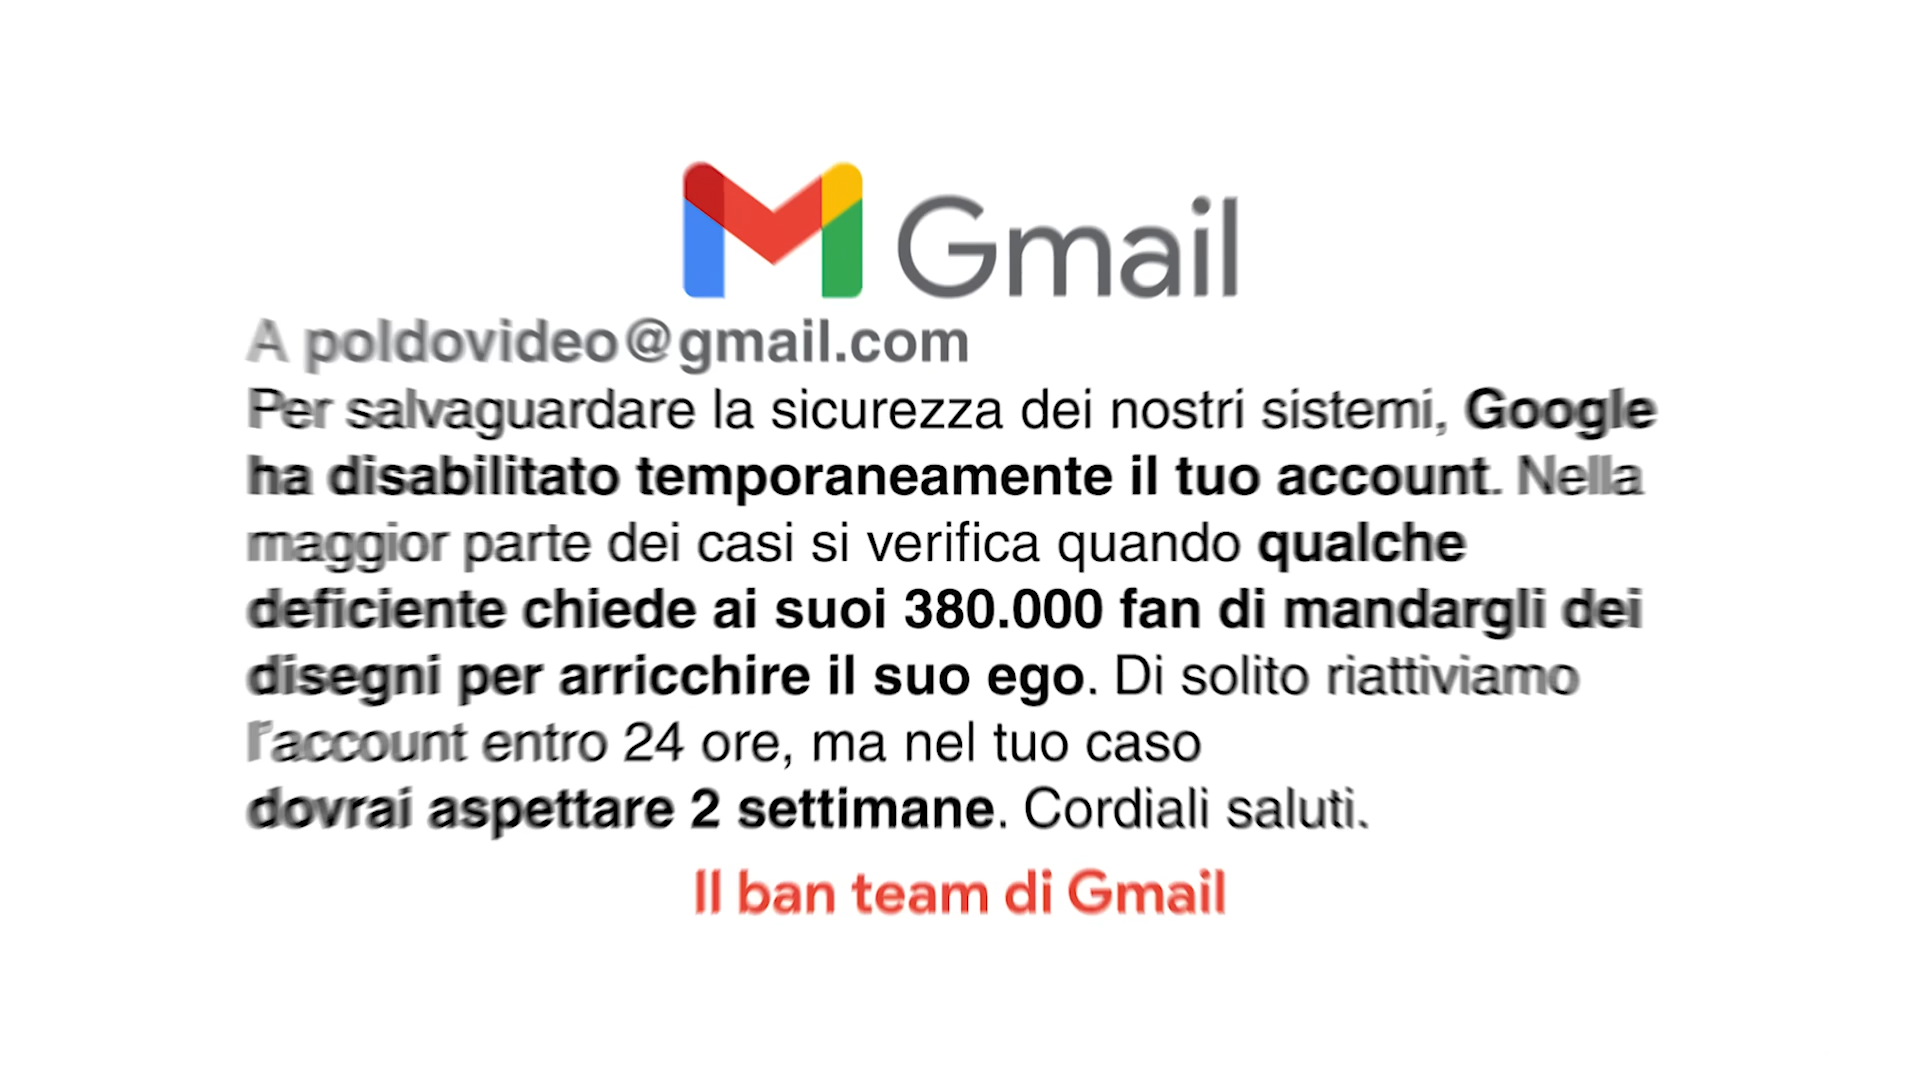 Gmail
A poldovideo@gmail.com
Per salvaguardare la sicurezza dei nostri sistemi, Google
ha disabilitato temporaneamente il tuo account. Nella
maggior parte dei casi si verifica quando qualche
deficiente chiede ai suoi 380.000 fan di mandargli dei
disegni per arricchire il suo ego. Di solito riattiviamo
l'account entro 24 ore, ma nel tuo caso
dovrai aspettare 2 settimane. Cordiali saluti.
Il ban team di Gmail